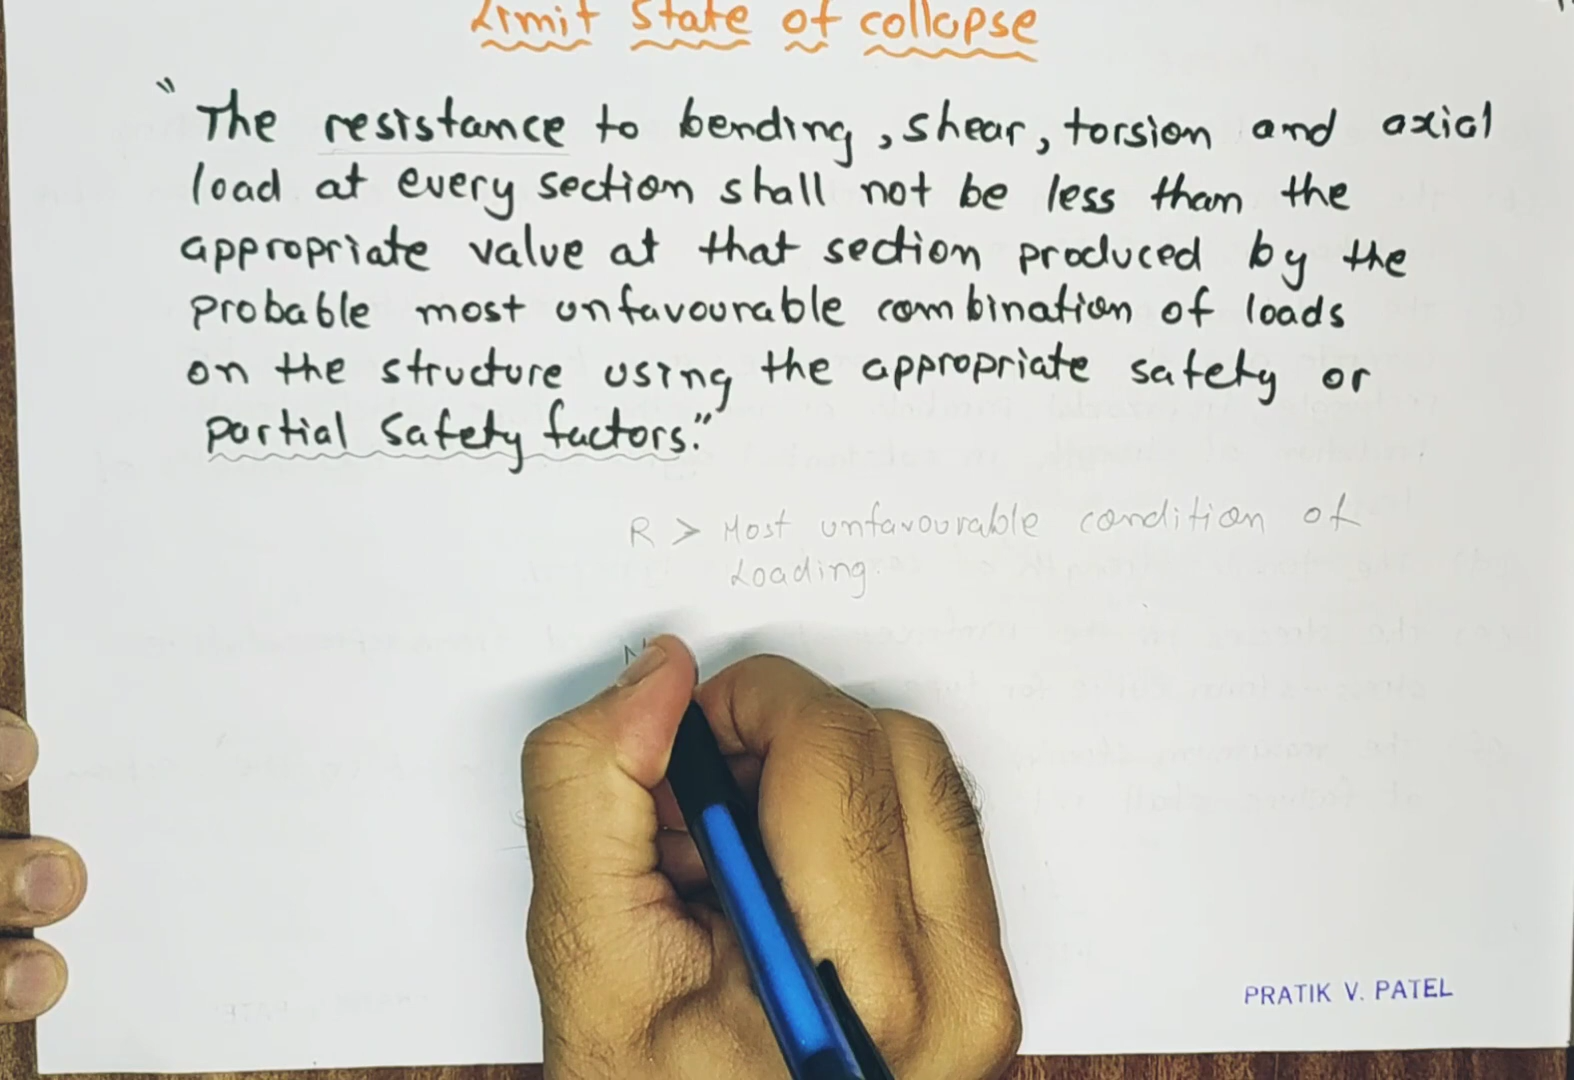 Limit state of collapse
"The resistance to bending, shear, torsion and axial
load at every section shall not be less than the
appropriate value at that section produced by the
probable most unfavourable combination of loads
on the structure using the appropriate safety or
partial safety factors."
R > Most unfavourable condition of
Loading.
PRATIK V. PATEL